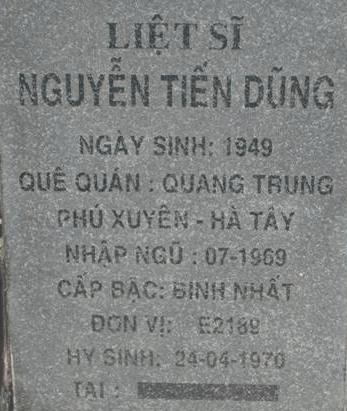 LIỆT SĨ
NGUYỄN TIẾN DŨNG
NGÀY SINH: 1949
QUÊ QUÁN : QUANG TRUNG
PHÚ XUYÊN - HÀ TÂY
NHẬP NGŨ : 07-1969
CẤP BẬC: BINH NHẤT
ĐƠN VỊ: E2189
HY SINH: 24-04-1970
TẠI :